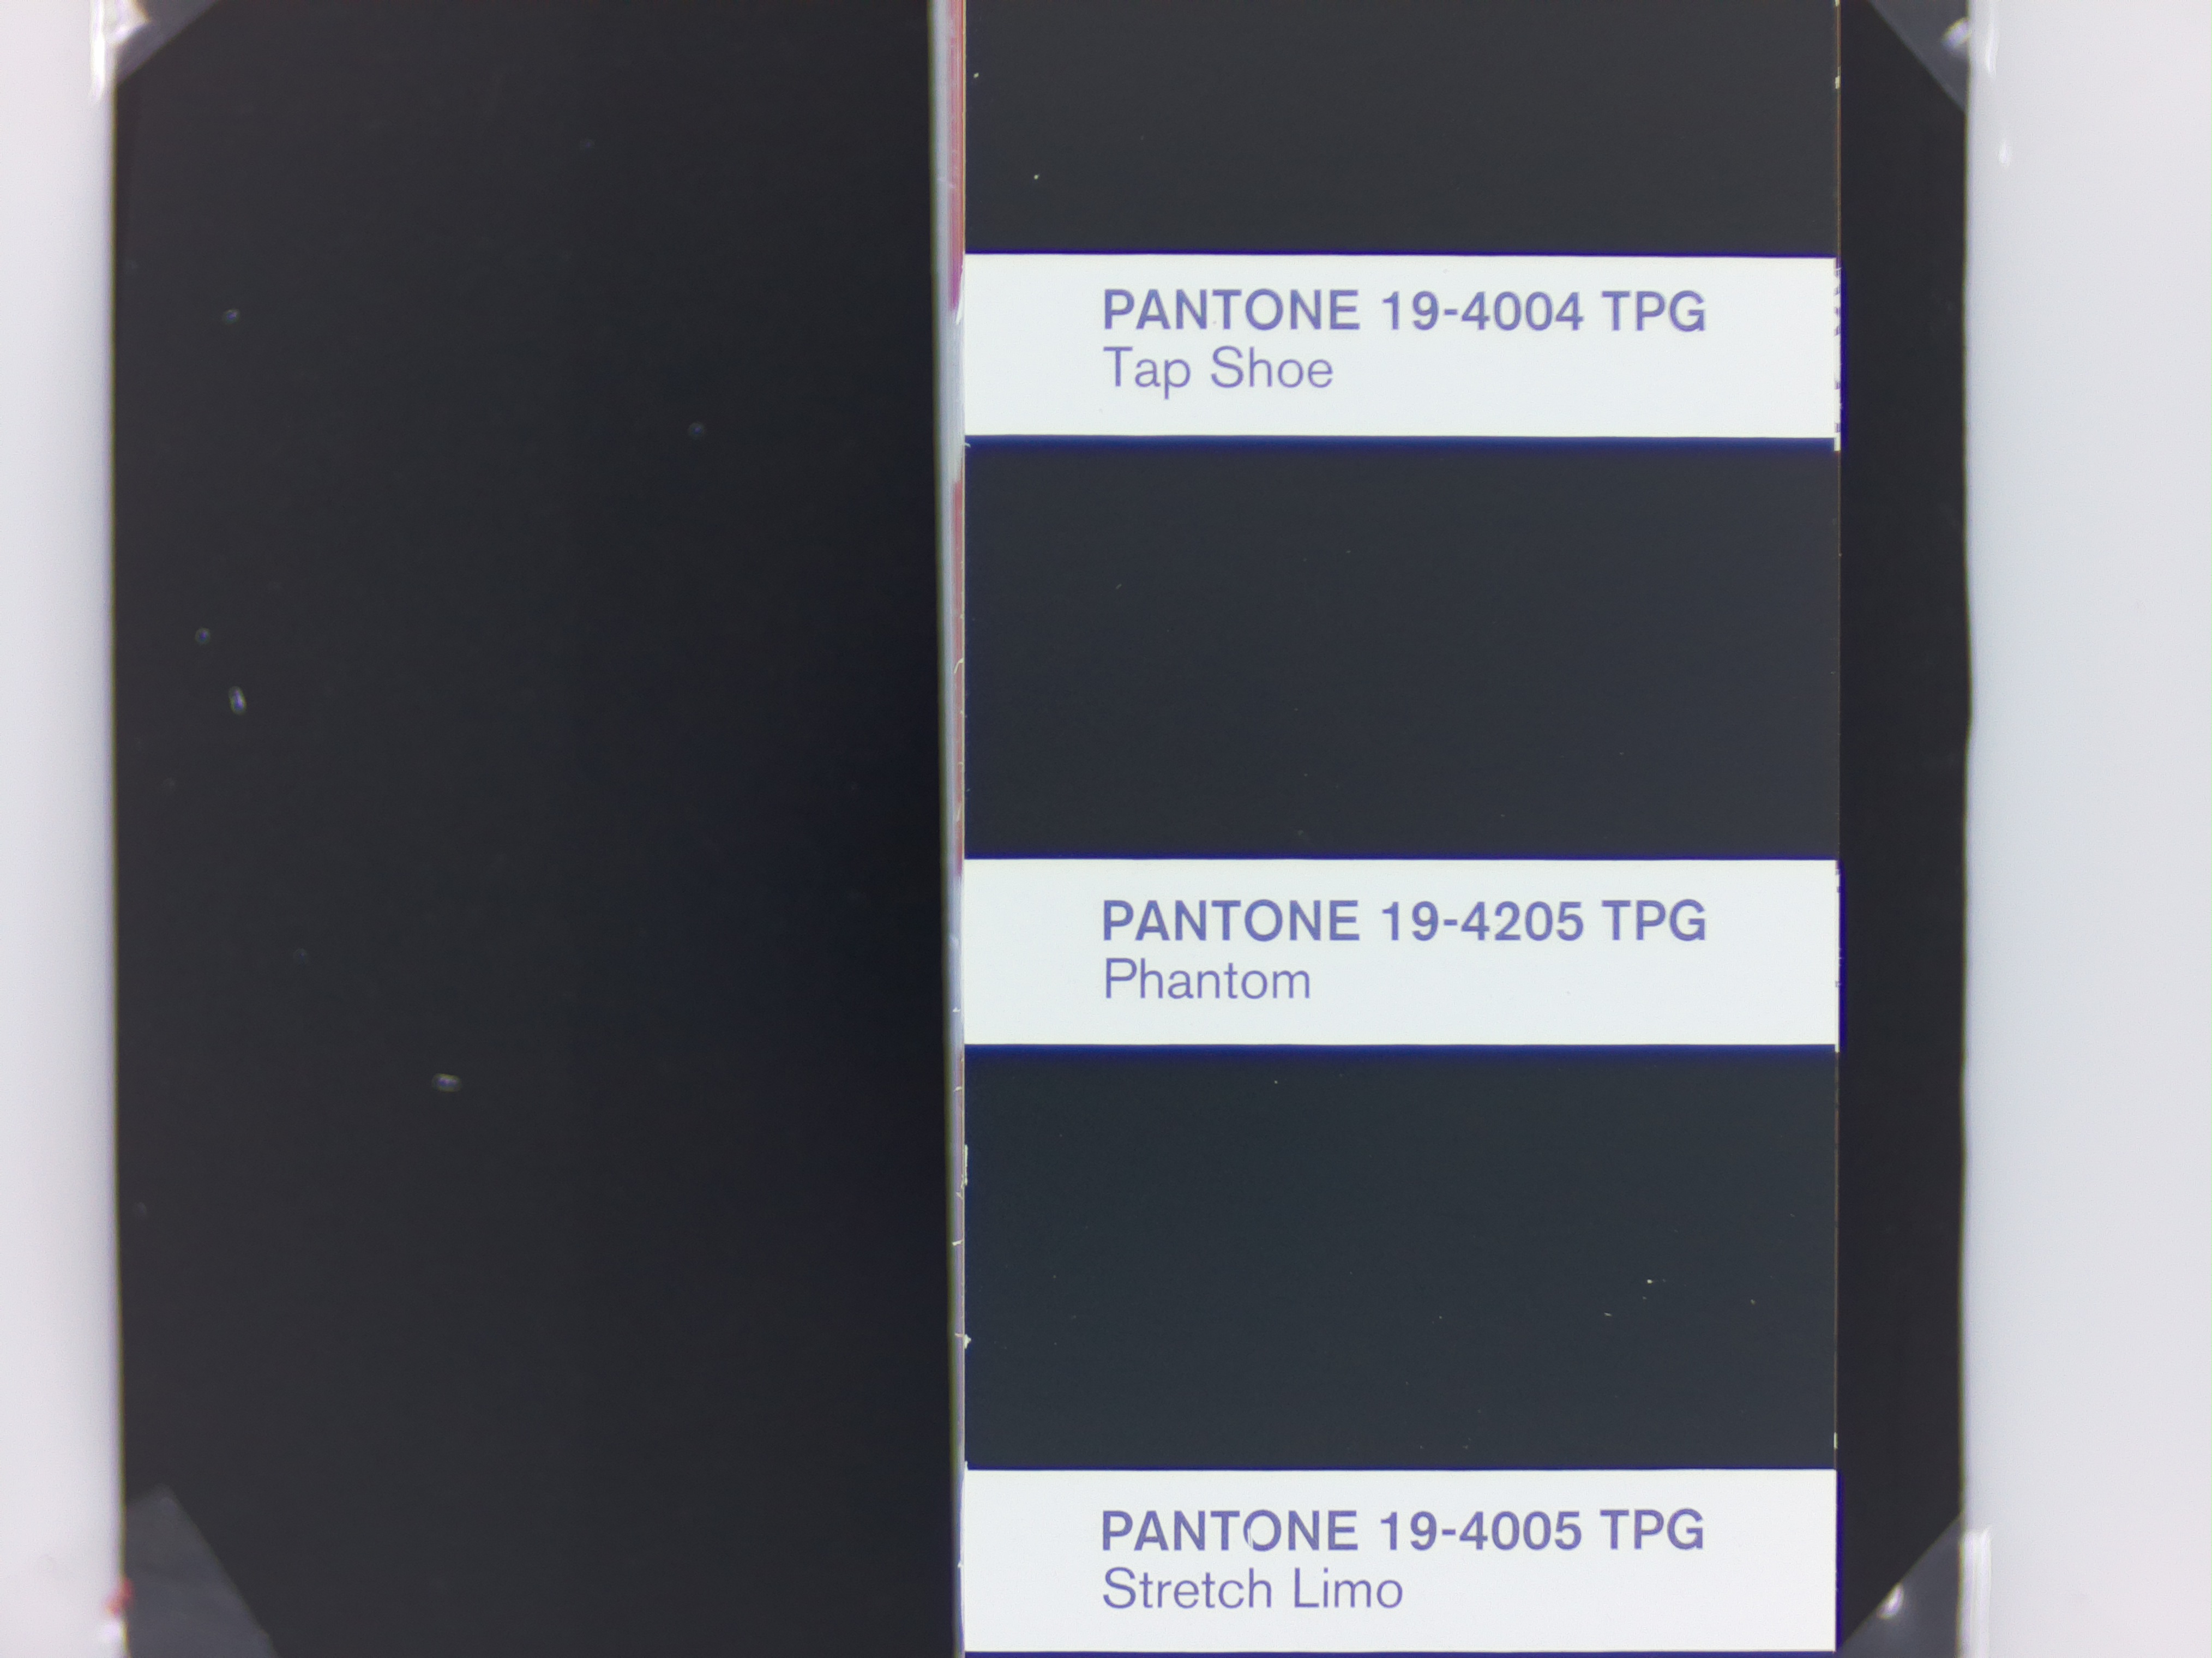 PANTONE 19-4004 TPG
Tap Shoe
PANTONE 19-4205 TPG
Phantom
PANTONE 19-4005 TPG
Stretch Limo